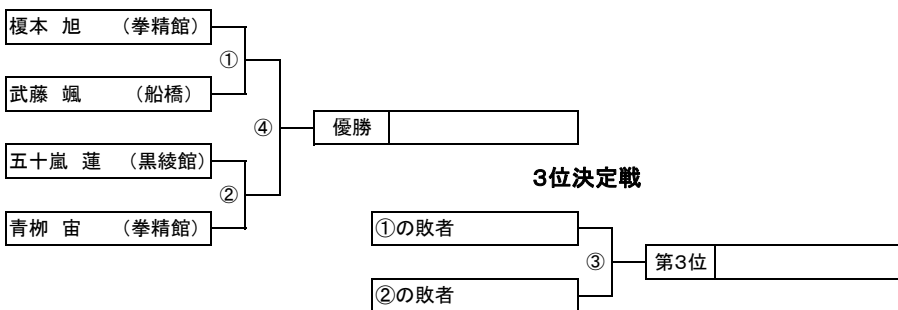 榎本 旭 （拳精館）
①
武藤 颯 （船橋）
④ 優勝
五十嵐 蓮 （黒綾館）
3位決定戦
②
青栁 宙 （拳精館）
①の敗者
③ 第3位
②の敗者